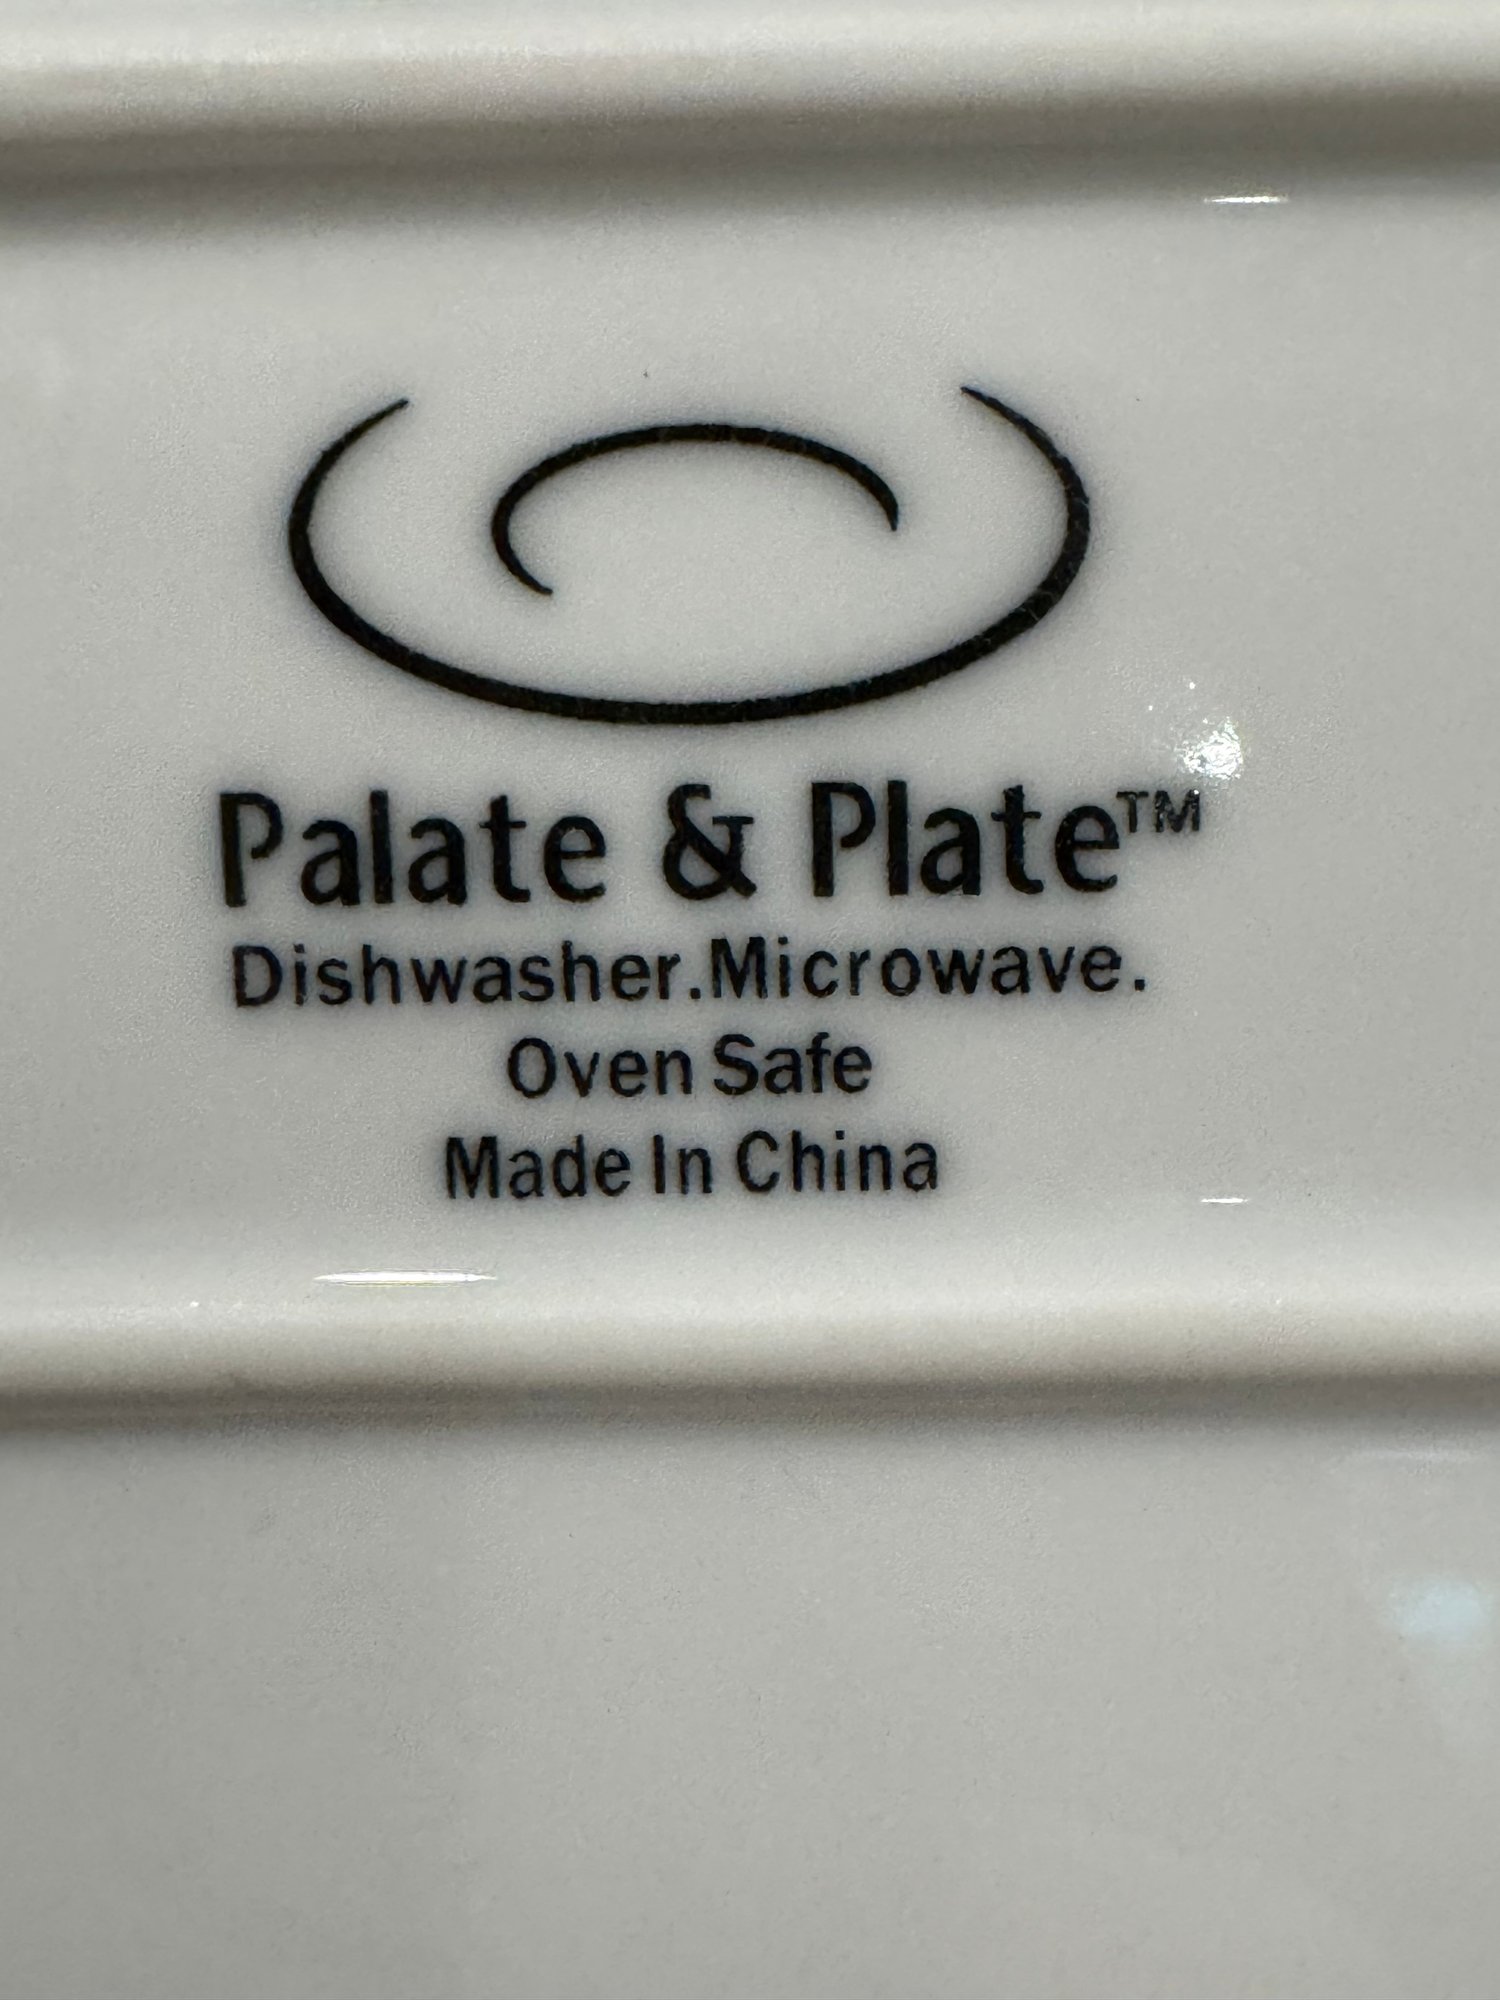 Palate & Plate™
Dishwasher.Microwave.
Oven Safe
Made In China